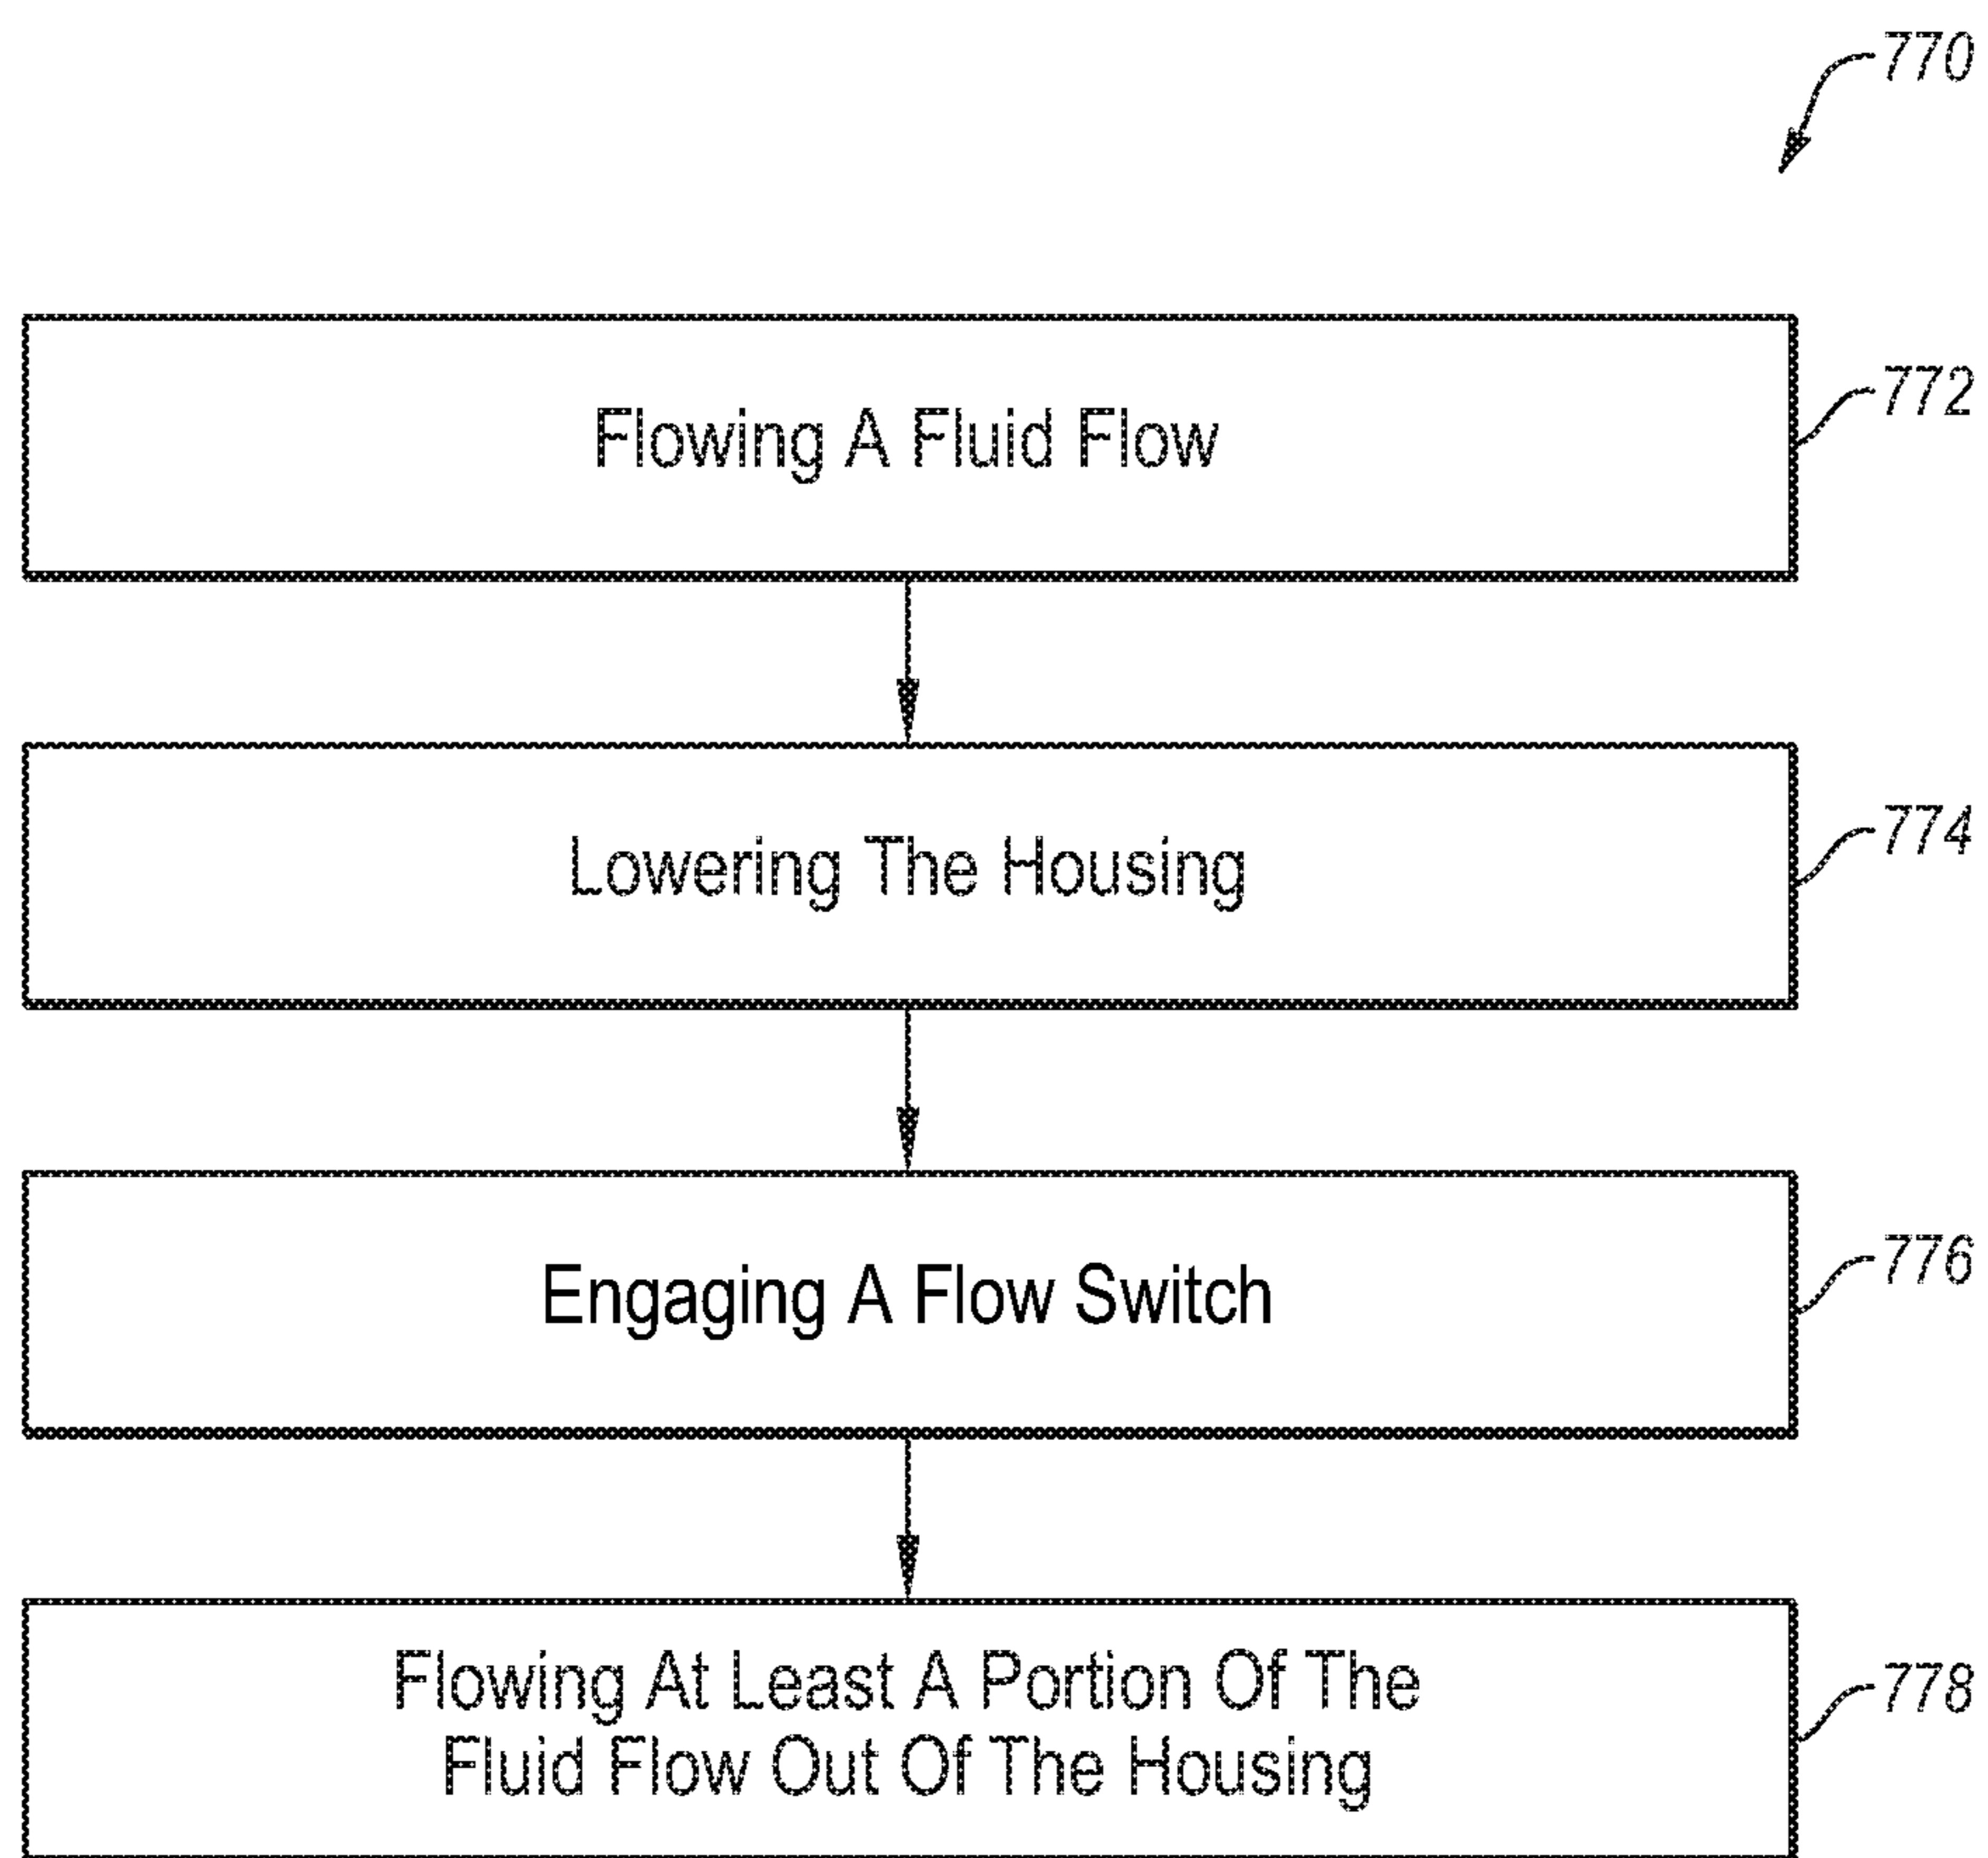 770
Flowing A Fluid Flow
772
Lowering The Housing
774
Engaging A Flow Switch
776
Flowing At Least A Portion Of The
Fluid Flow Out Of The Housing
778